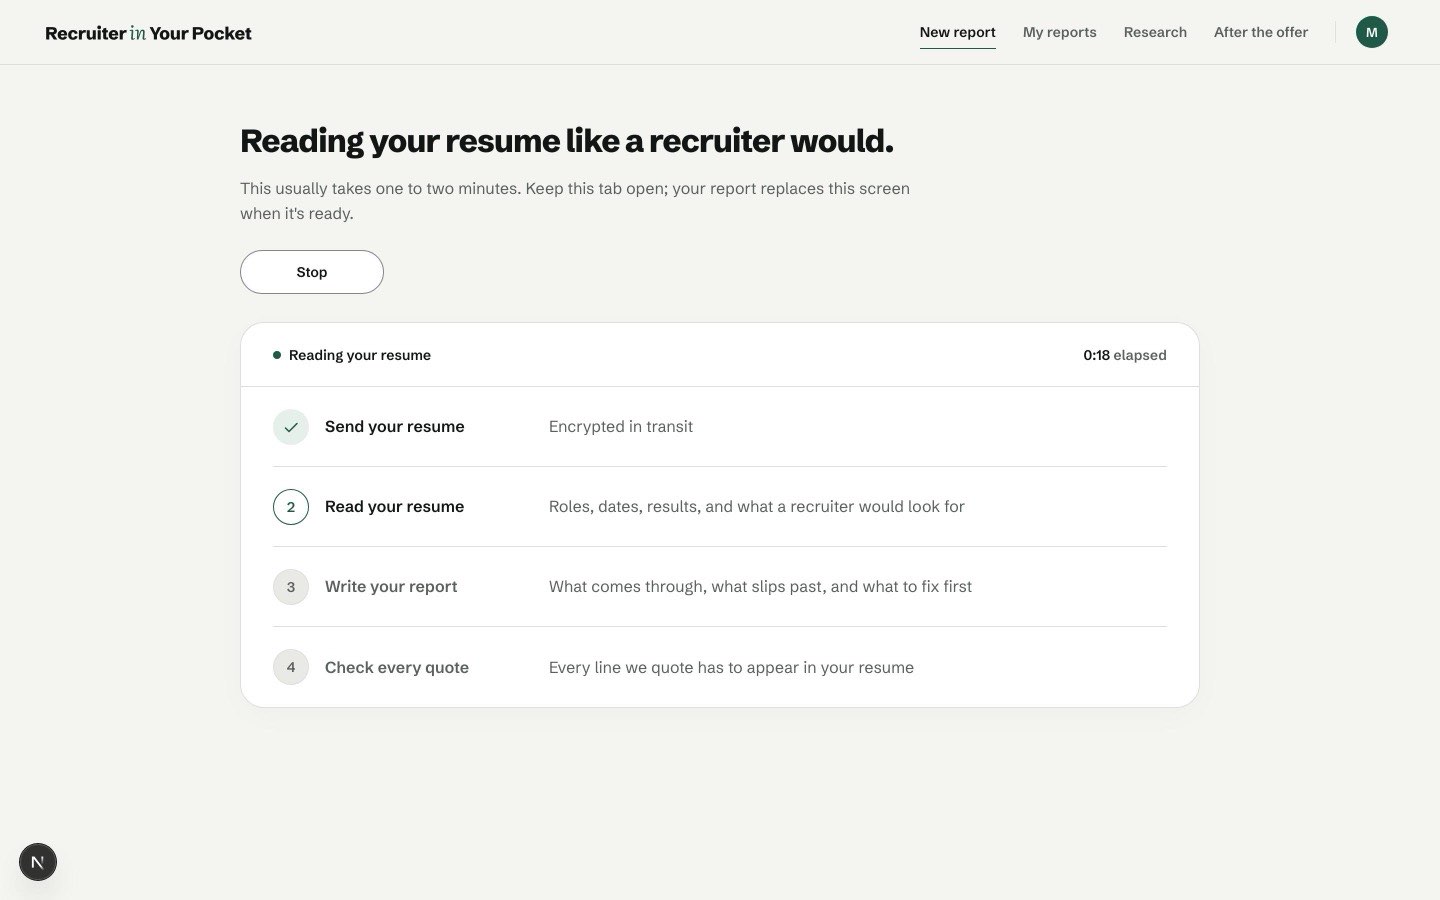 Recruiter in Your Pocket
New report
My reports
Research
After the offer
M
Reading your resume like a recruiter would.
This usually takes one to two minutes. Keep this tab open; your report replaces this screen
when it's ready.
Stop
Reading your resume
0:18 elapsed
Send your resume
Encrypted in transit
2
Read your resume
Roles, dates, results, and what a recruiter would look for
3
Write your report
What comes through, what slips past, and what to fix first
4
Check every quote
Every line we quote has to appear in your resume
N